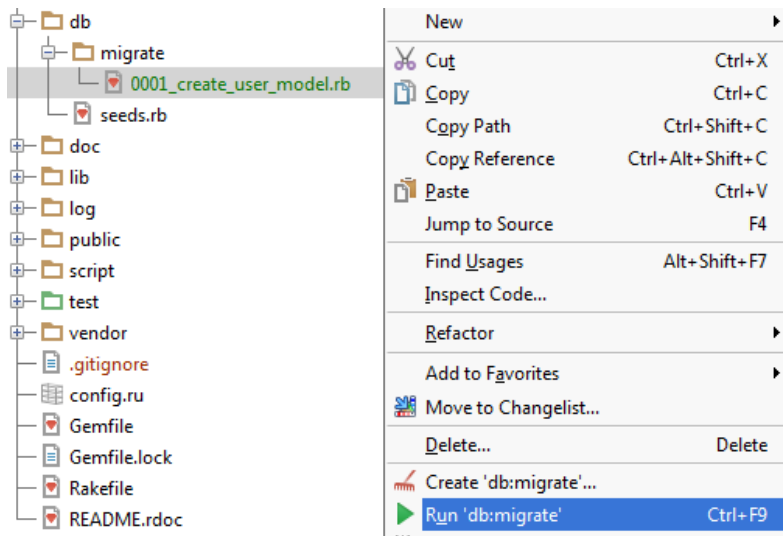 db
migrate
0001_create_user_model.rb
seeds.rb
doc
lib
log
public
script
test
vendor
.gitignore
config.ru
Gemfile
Gemfile.lock
Rakefile
README.rdoc
New
Cut Ctrl+X
Copy Ctrl+C
Copy Path Ctrl+Shift+C
Copy Reference Ctrl+Alt+Shift+C
Paste Ctrl+V
Jump to Source F4
Find Usages Alt+Shift+F7
Inspect Code...
Refactor
Add to Favorites
Move to Changelist...
Delete... Delete
Create 'db:migrate'...
Run 'db:migrate' Ctrl+F9